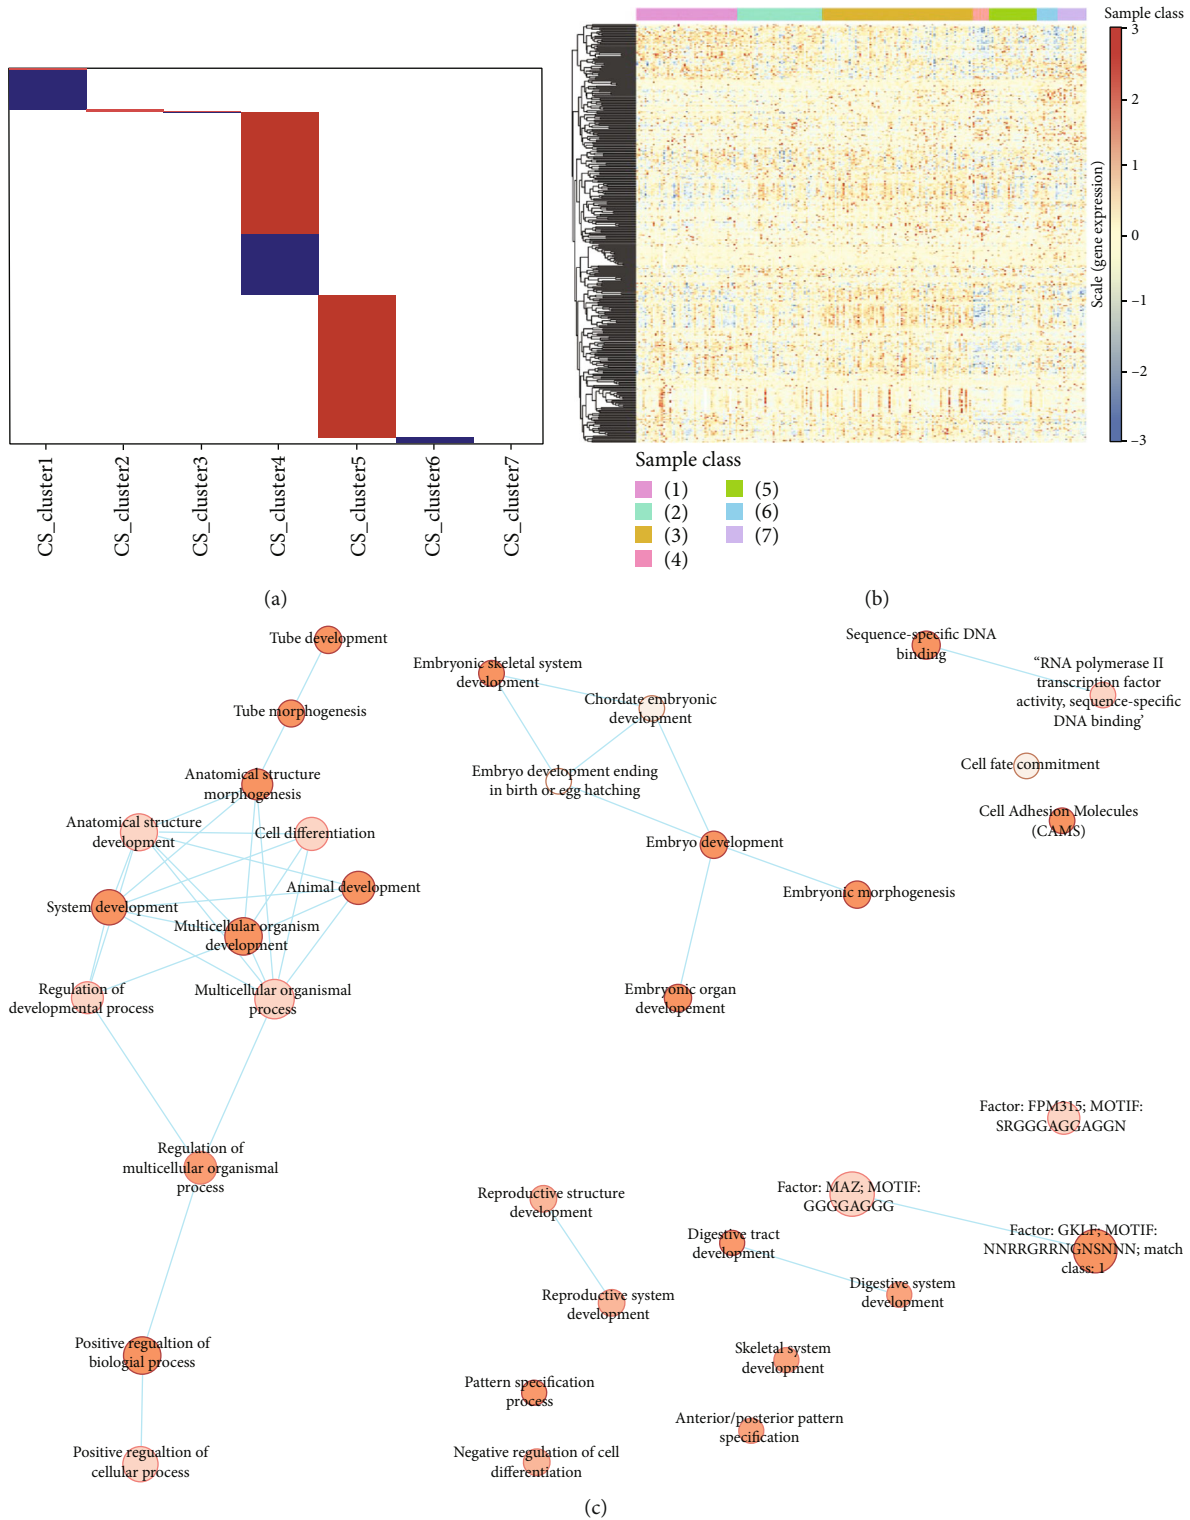 CS_cluster1
CS_cluster2
CS_cluster3
CS_cluster4
CS_cluster5
CS_cluster6
CS_cluster7
(a)
Sample class
3
2
1
0
−1
−2
−3
Scale (gene expression)
Sample class
(1)
(2)
(3)
(4)
(5)
(6)
(7)
(b)
Tube development
Tube morphogenesis
Anatomical structure
morphogenesis
Anatomical structure
development
Cell differentiation
Animal development
System development
Multicellular organism
development
Regulation of
developmental process
Multicellular organismal
process
Regulation of
multicellular organismal
process
Positive regualtion of
biologial process
Positive regualtion of
cellular process
Embryonic skeletal system
development
Chordate embryonic
development
Embryo development ending
in birth or egg hatching
Embryo development
Embryonic morphogenesis
Embryonic organ
developement
Sequence-specific DNA
binding
“RNA polymerase II
transcription factor
activity, sequence-specific
DNA binding’
Cell fate commitment
Cell Adhesion Molecules
(CAMS)
Factor: FPM315; MOTIF:
SRGGGAGGAGGN
Factor: MAZ; MOTIF:
GGGGAGGG
Factor: GKLF; MOTIF:
NNRRGRRNGNSNNN; match
class: 1
Reproductive structure
development
Reproductive system
development
Digestive tract
development
Digestive system
development
Skeletal system
development
Pattern specification
process
Anterior/posterior pattern
specification
Negative regulation of cell
differentiation
(c)